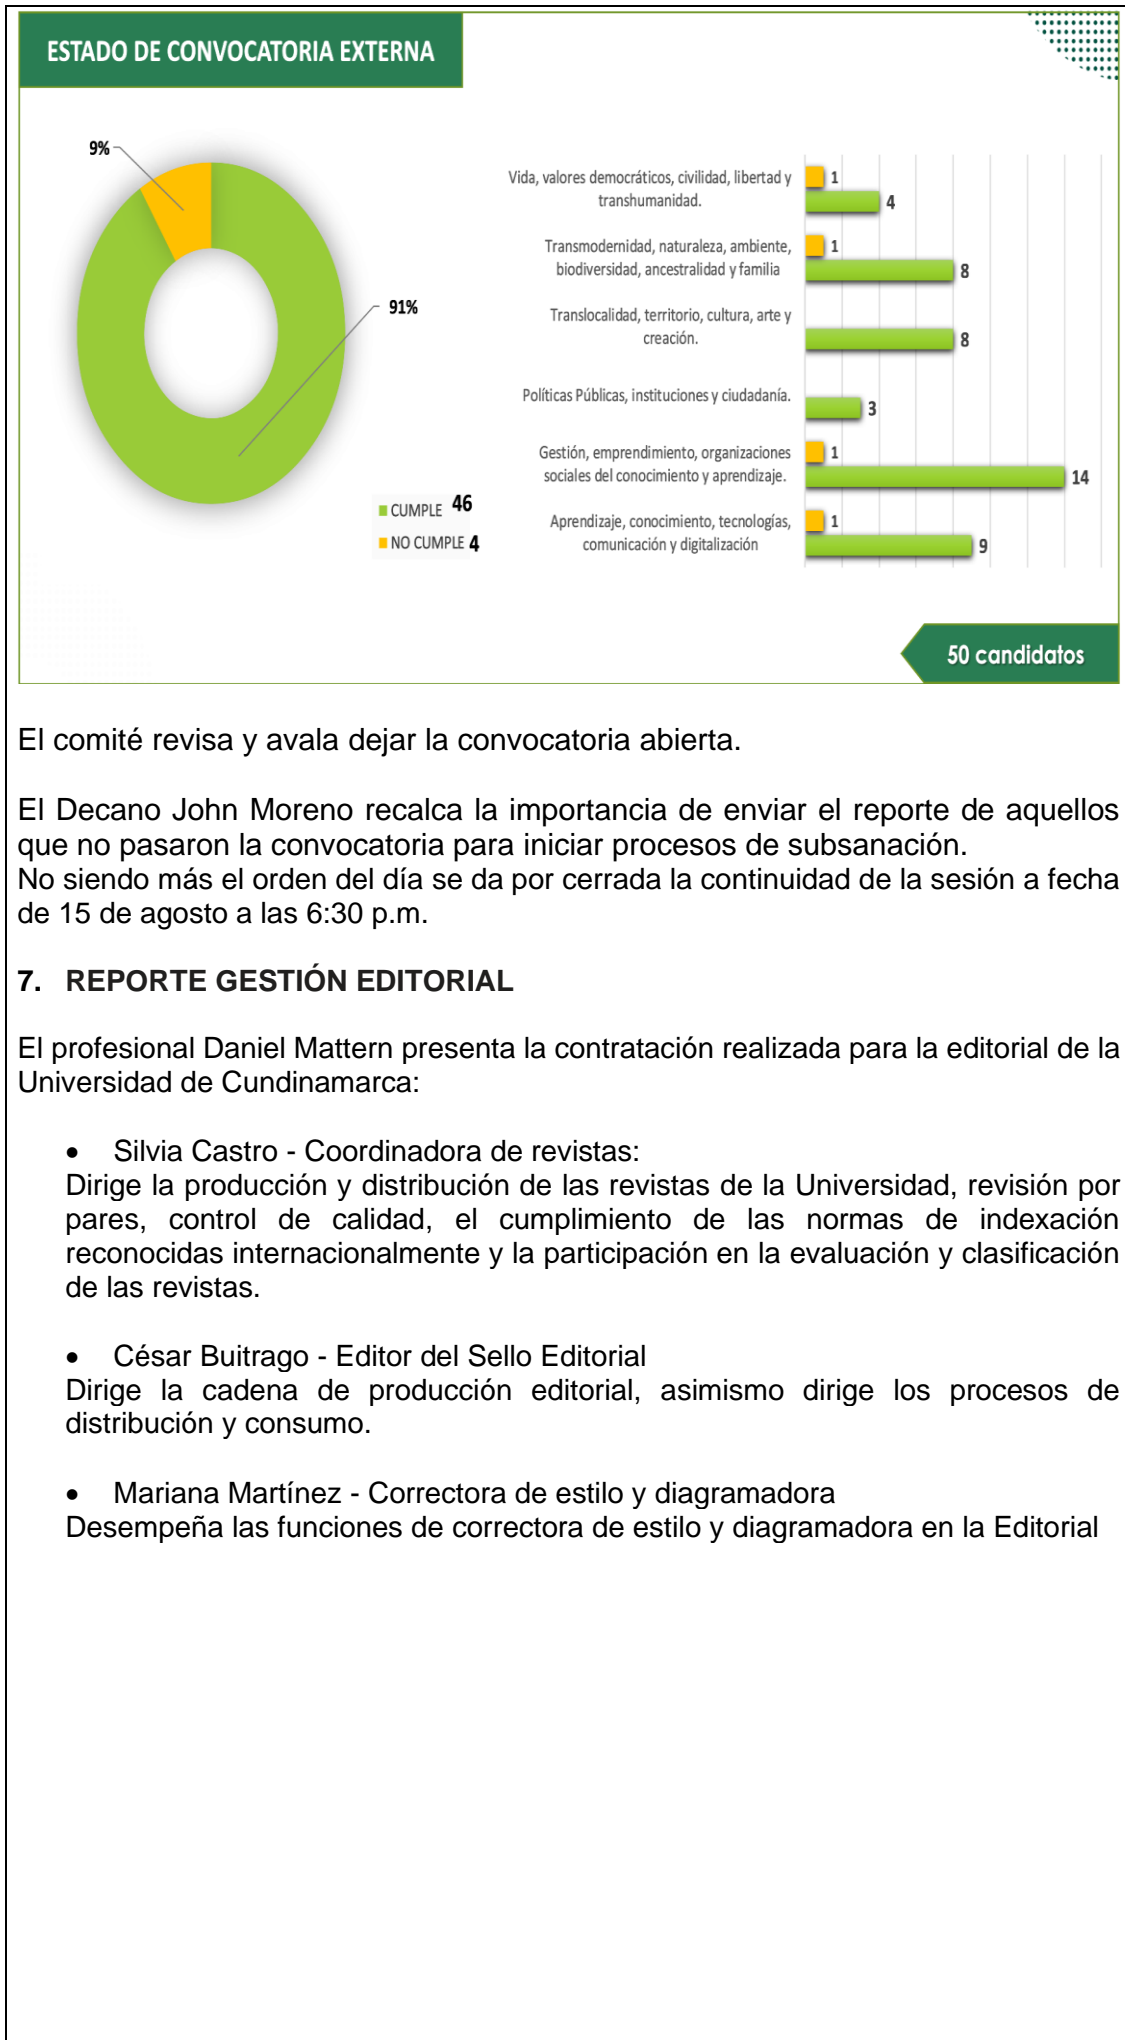 ESTADO DE CONVOCATORIA EXTERNA
9%
91%
CUMPLE 46
NO CUMPLE 4
Vida, valores democráticos, civilidad, libertad y
transhumanidad.
1
4
Transmodernidad, naturaleza, ambiente,
biodiversidad, ancestralidad y familia
1
8
Translocalidad, territorio, cultura, arte y
creación.
8
Políticas Públicas, instituciones y ciudadanía.
3
Gestión, emprendimiento, organizaciones
sociales del conocimiento y aprendizaje.
1
14
Aprendizaje, conocimiento, tecnologías,
comunicación y digitalización
1
9
50 candidatos
El comité revisa y avala dejar la convocatoria abierta.
El Decano John Moreno recalca la importancia de enviar el reporte de aquellos
que no pasaron la convocatoria para iniciar procesos de subsanación.
No siendo más el orden del día se da por cerrada la continuidad de la sesión a fecha
de 15 de agosto a las 6:30 p.m.
7. REPORTE GESTIÓN EDITORIAL
El profesional Daniel Mattern presenta la contratación realizada para la editorial de la
Universidad de Cundinamarca:
• Silvia Castro - Coordinadora de revistas:
Dirige la producción y distribución de las revistas de la Universidad, revisión por
pares, control de calidad, el cumplimiento de las normas de indexación
reconocidas internacionalmente y la participación en la evaluación y clasificación
de las revistas.
• César Buitrago - Editor del Sello Editorial
Dirige la cadena de producción editorial, asimismo dirige los procesos de
distribución y consumo.
• Mariana Martínez - Correctora de estilo y diagramadora
Desempeña las funciones de correctora de estilo y diagramadora en la Editorial